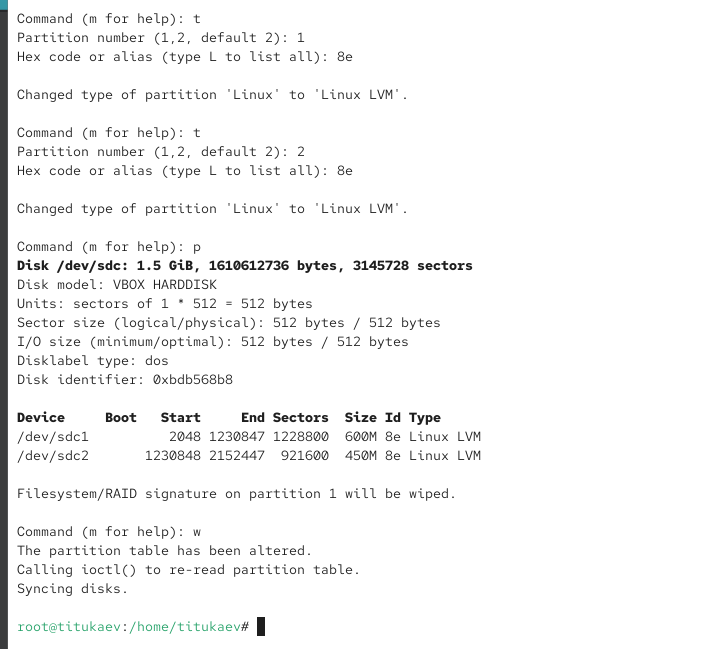 Command (m for help): t
Partition number (1,2, default 2): 1
Hex code or alias (type L to list all): 8e
Changed type of partition 'Linux' to 'Linux LVM'.
Command (m for help): t
Partition number (1,2, default 2): 2
Hex code or alias (type L to list all): 8e
Changed type of partition 'Linux' to 'Linux LVM'.
Command (m for help): p
Disk /dev/sdc: 1.5 GiB, 1610612736 bytes, 3145728 sectors
Disk model: VBOX HARDDISK
Units: sectors of 1 * 512 = 512 bytes
Sector size (logical/physical): 512 bytes / 512 bytes
I/O size (minimum/optimal): 512 bytes / 512 bytes
Disklabel type: dos
Disk identifier: 0xbdb568b8
Device     Boot   Start     End Sectors  Size Id Type
/dev/sdc1          2048 1230847 1228800  600M 8e Linux LVM
/dev/sdc2       1230848 2152447  921600  450M 8e Linux LVM
Filesystem/RAID signature on partition 1 will be wiped.
Command (m for help): w
The partition table has been altered.
Calling ioctl() to re-read partition table.
Syncing disks.
root@titukaev:/home/titukaev#